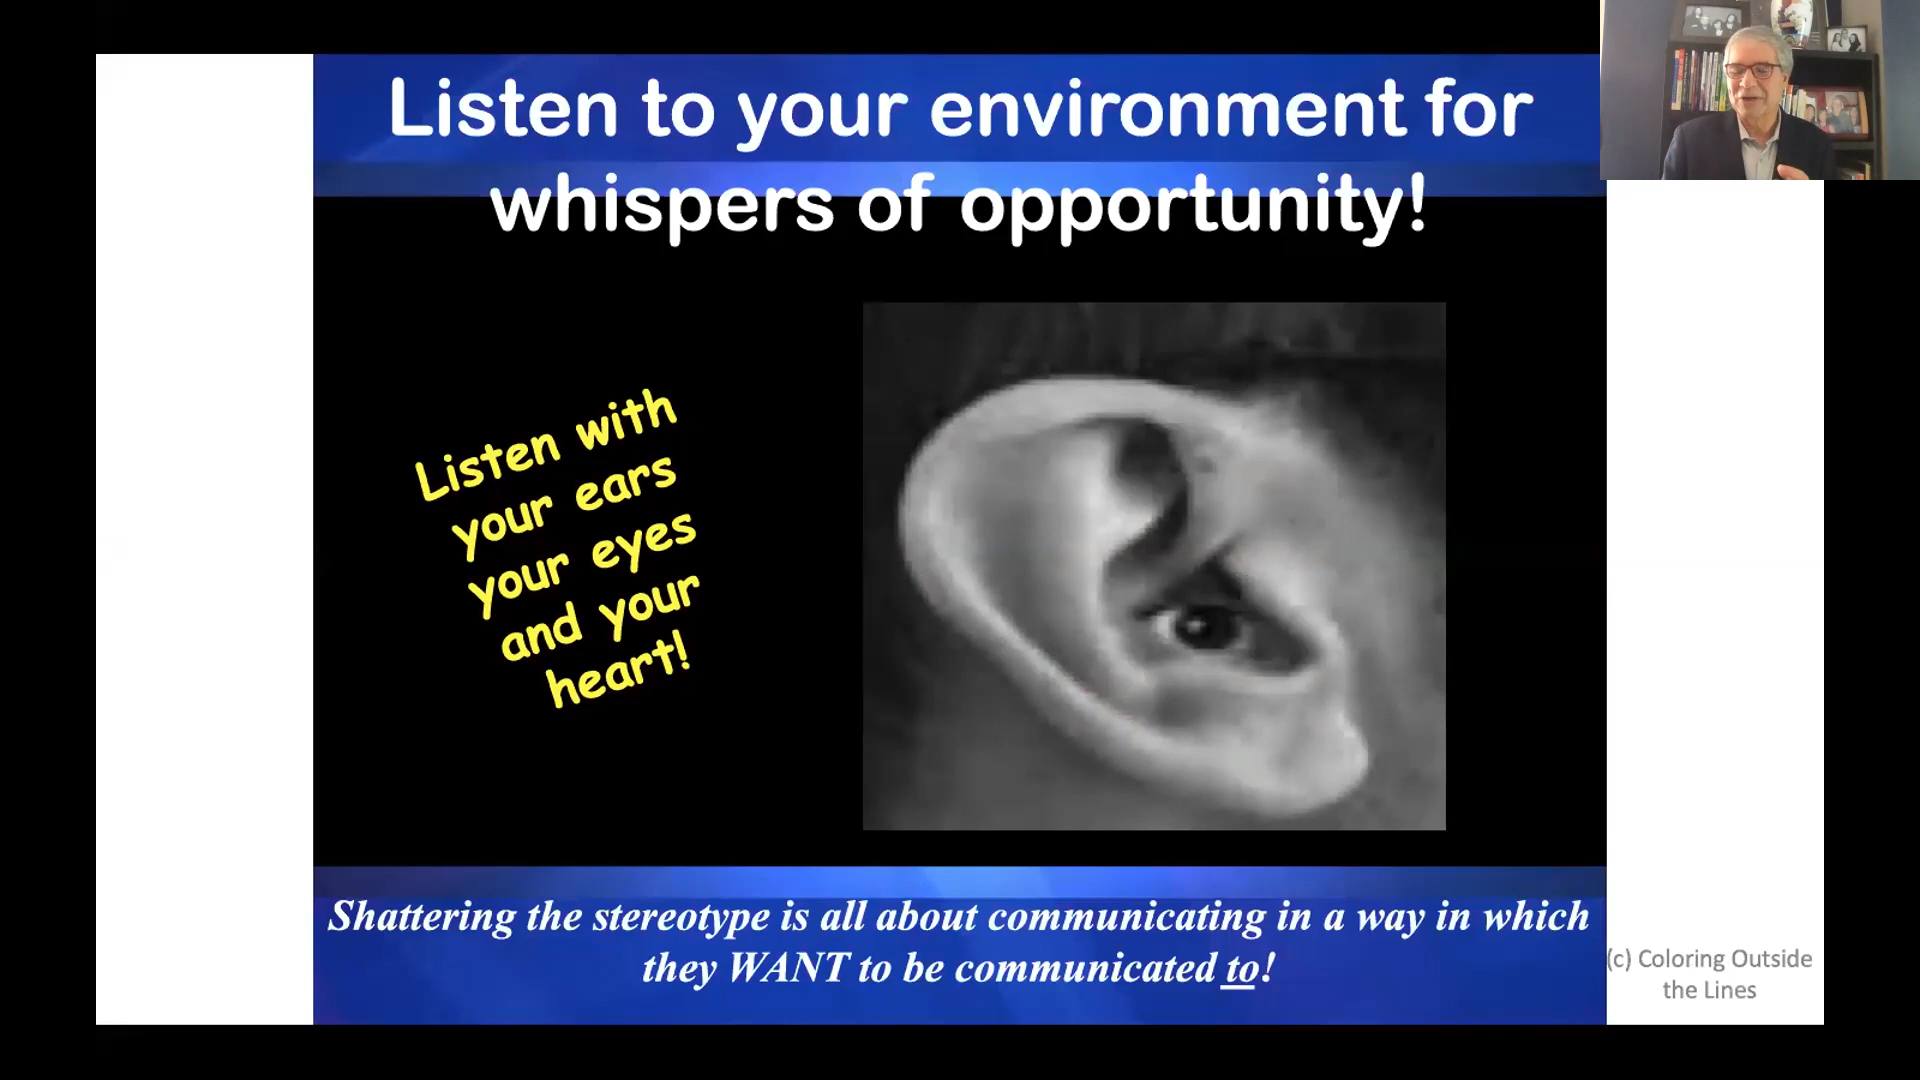 Listen to your environment for
whispers of opportunity!
Listen with
your ears
your eyes
and your
heart!
Shattering the stereotype is all about communicating in a way in which
they WANT to be communicated to!
(c) Coloring Outside
the Lines